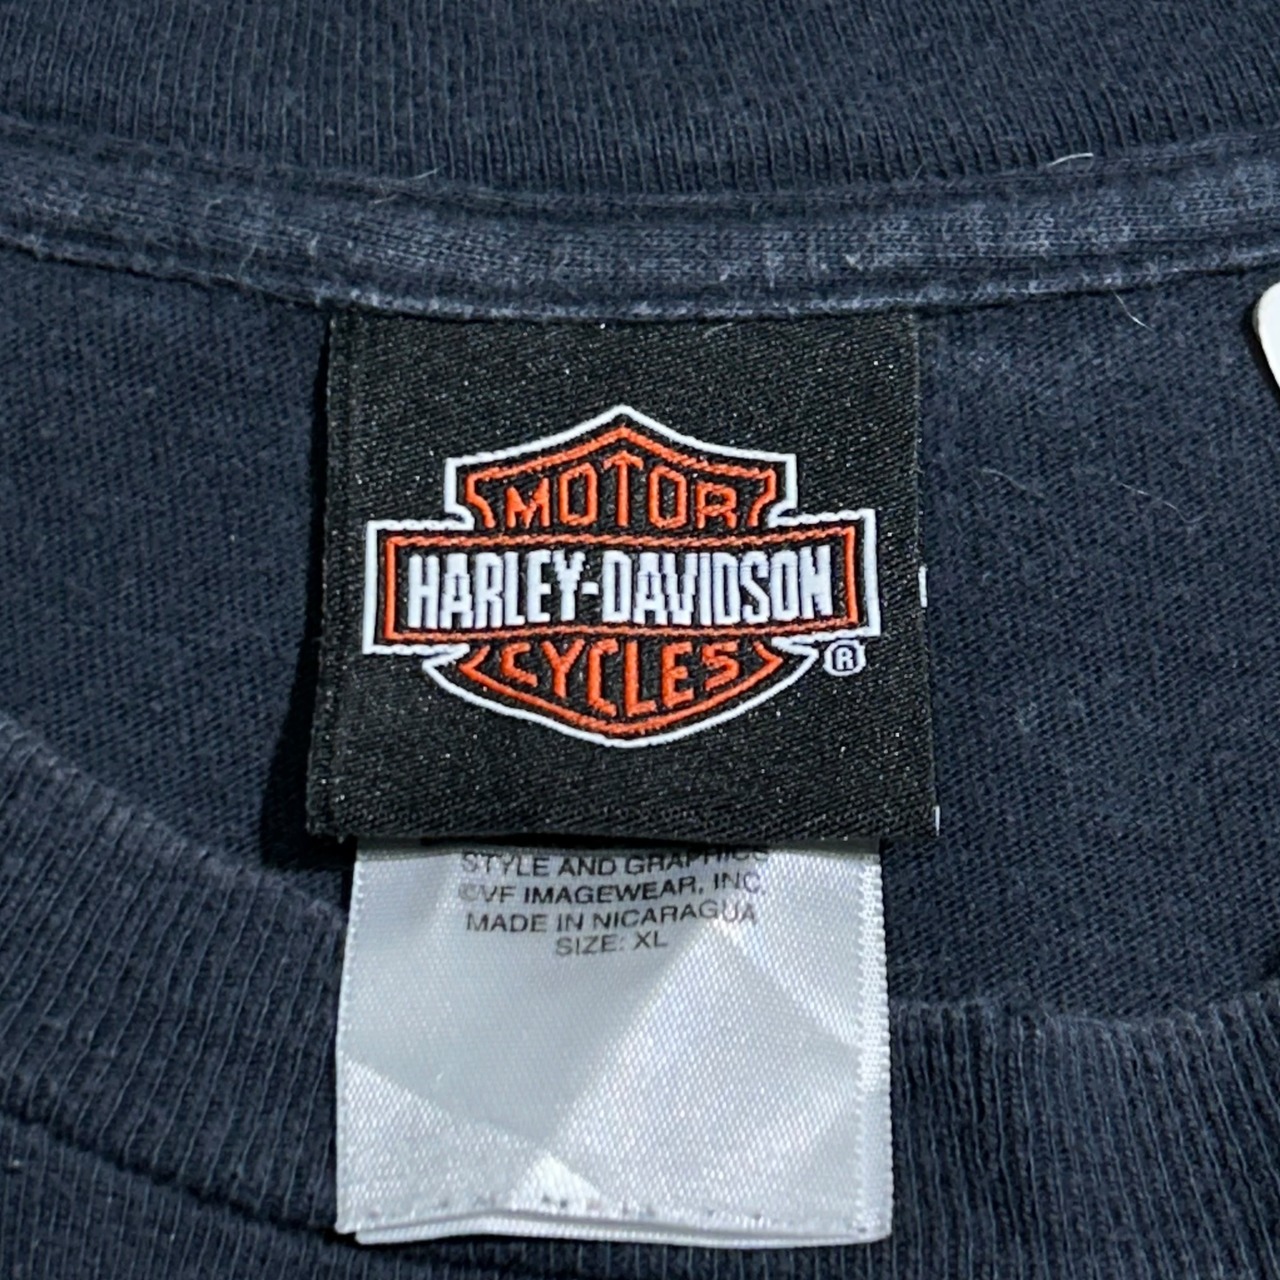 MOTOR
HARLEY-DAVIDSON
CYCLES
®
STYLE AND GRAPHICS
©VF IMAGEWEAR, INC.
MADE IN NICARAGUA
SIZE: XL